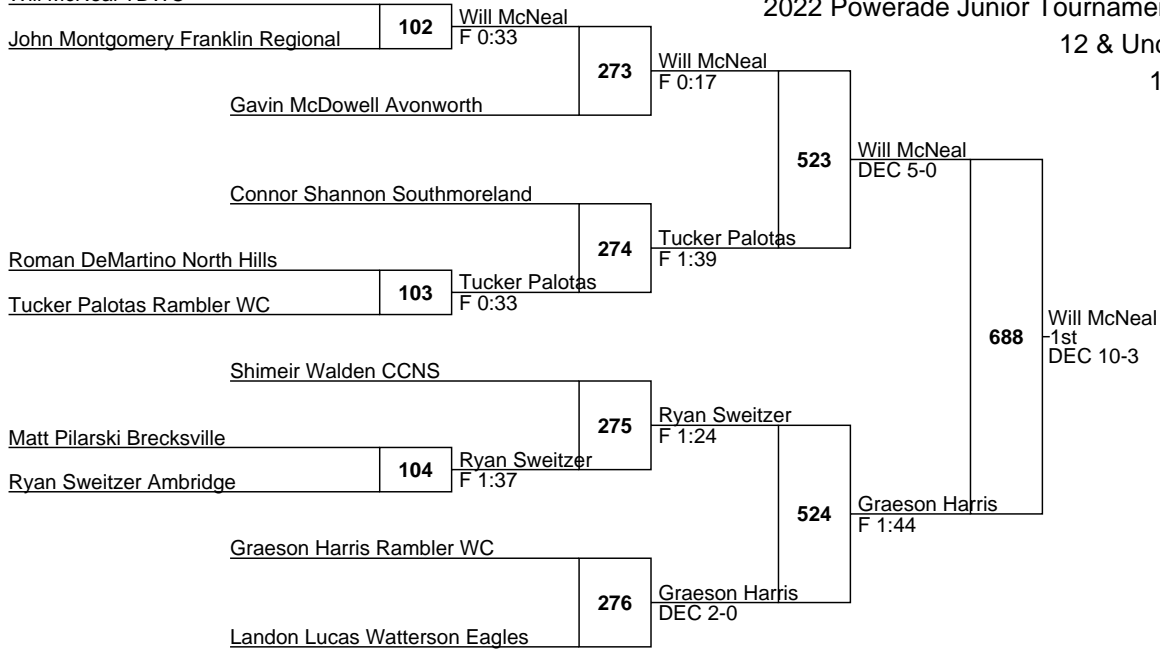 2022 Powerade Junior
12 & 
John Montgomery Franklin Regional
102
Will McNeal
F 0:33
273
Will McNeal
F 0:17
Gavin McDowell Avonworth
523
Will McNeal
DEC 5-0
Connor Shannon Southmoreland
274
Tucker Palotas
F 1:39
Roman DeMartino North Hills
103
Tucker Palotas
F 0:33
Tucker Palotas Rambler WC
688
Will McNeal
1st
DEC 10-3
Shimeir Walden CCNS
275
Ryan Sweitzer
F 1:24
Matt Pilarski Brecksville
104
Ryan Sweitzer
F 1:37
Ryan Sweitzer Ambridge
524
Graeson Harris
F 1:44
Graeson Harris Rambler WC
276
Graeson Harris
DEC 2-0
Landon Lucas Watterson Eagles